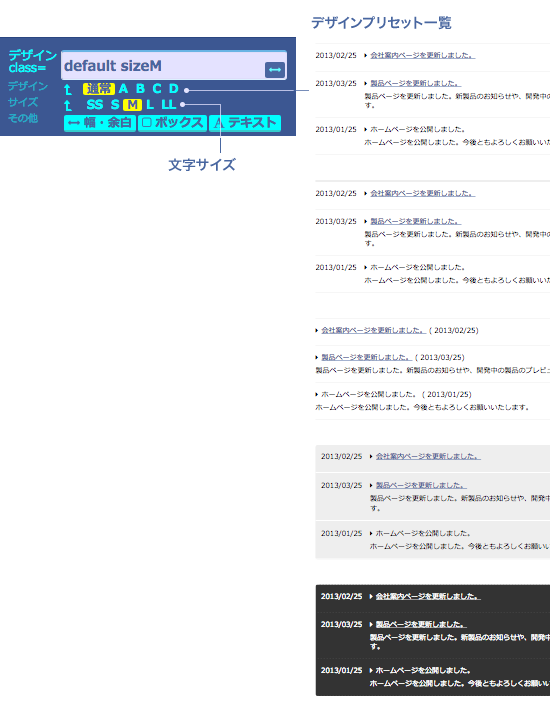 デザインプリセット一覧
デザイン
class=
default sizeM
デザイン
通常 A B C D
サイズ
SS S M L LL
その他
幅・余白 ボックス A テキスト
文字サイズ
2013/02/25 会社案内ページを更新しました。
2013/03/25 製品ページを更新しました。
製品ページを更新しました。新製品のお知らせや、開発中の
す。
2013/01/25 ホームページを公開しました。
ホームページを公開しました。今後ともよろしくお願いいた
2013/02/25 会社案内ページを更新しました。
2013/03/25 製品ページを更新しました。
製品ページを更新しました。新製品のお知らせや、開発中の
す。
2013/01/25 ホームページを公開しました。
ホームページを公開しました。今後ともよろしくお願いいた
会社案内ページを更新しました。 ( 2013/02/25)
製品ページを更新しました。 ( 2013/03/25)
製品ページを更新しました。新製品のお知らせや、開発中の製品のプレビュ
ホームページを公開しました。 ( 2013/01/25)
ホームページを公開しました。今後ともよろしくお願いいたします。
2013/02/25 会社案内ページを更新しました。
2013/03/25 製品ページを更新しました。
製品ページを更新しました。新製品のお知らせや、開発中
す。
2013/01/25 ホームページを公開しました。
ホームページを公開しました。今後ともよろしくお願いい
2013/02/25 会社案内ページを更新しました。
2013/03/25 製品ページを更新しました。
製品ページを更新しました。新製品のお知らせや、開発中
す。
2013/01/25 ホームページを公開しました。
ホームページを公開しました。今後ともよろしくお願いい